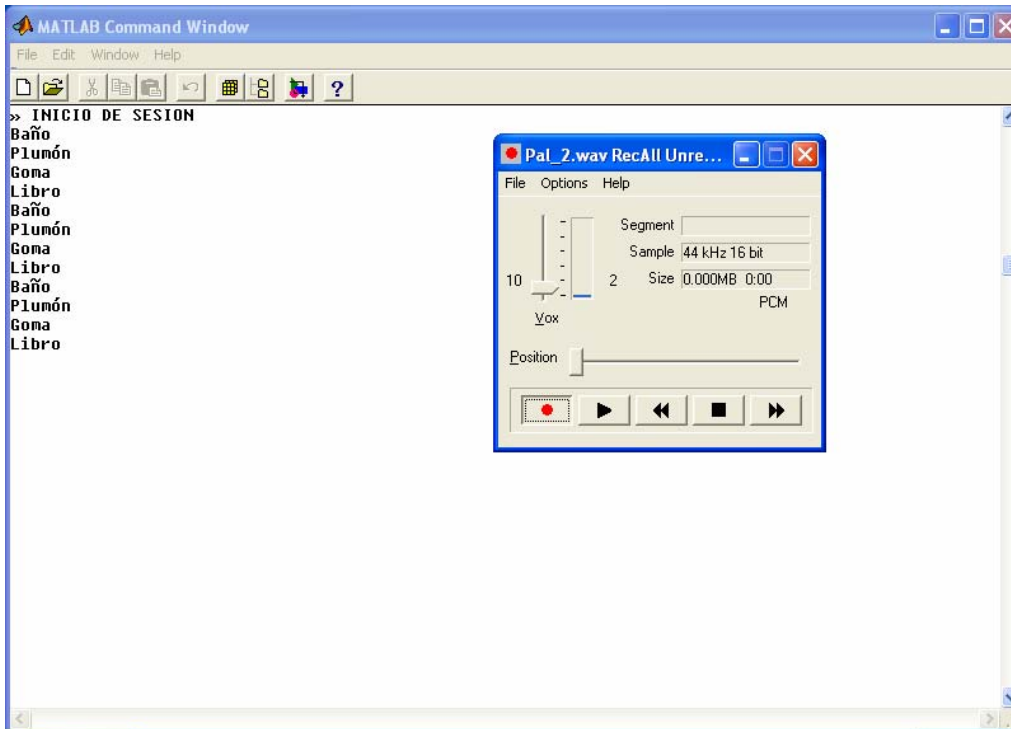 MATLAB Command Window
File Edit Window Help
» INICIO DE SESION
Baño
Plumón
Goma
Libro
Baño
Plumón
Goma
Libro
Baño
Plumón
Goma
Libro
Pal_2.wav RecAll Unre...
File Options Help
Segment
Sample 44 kHz 16 bit
10 2 Size 0.000MB 0:00
PCM
Vox
Position